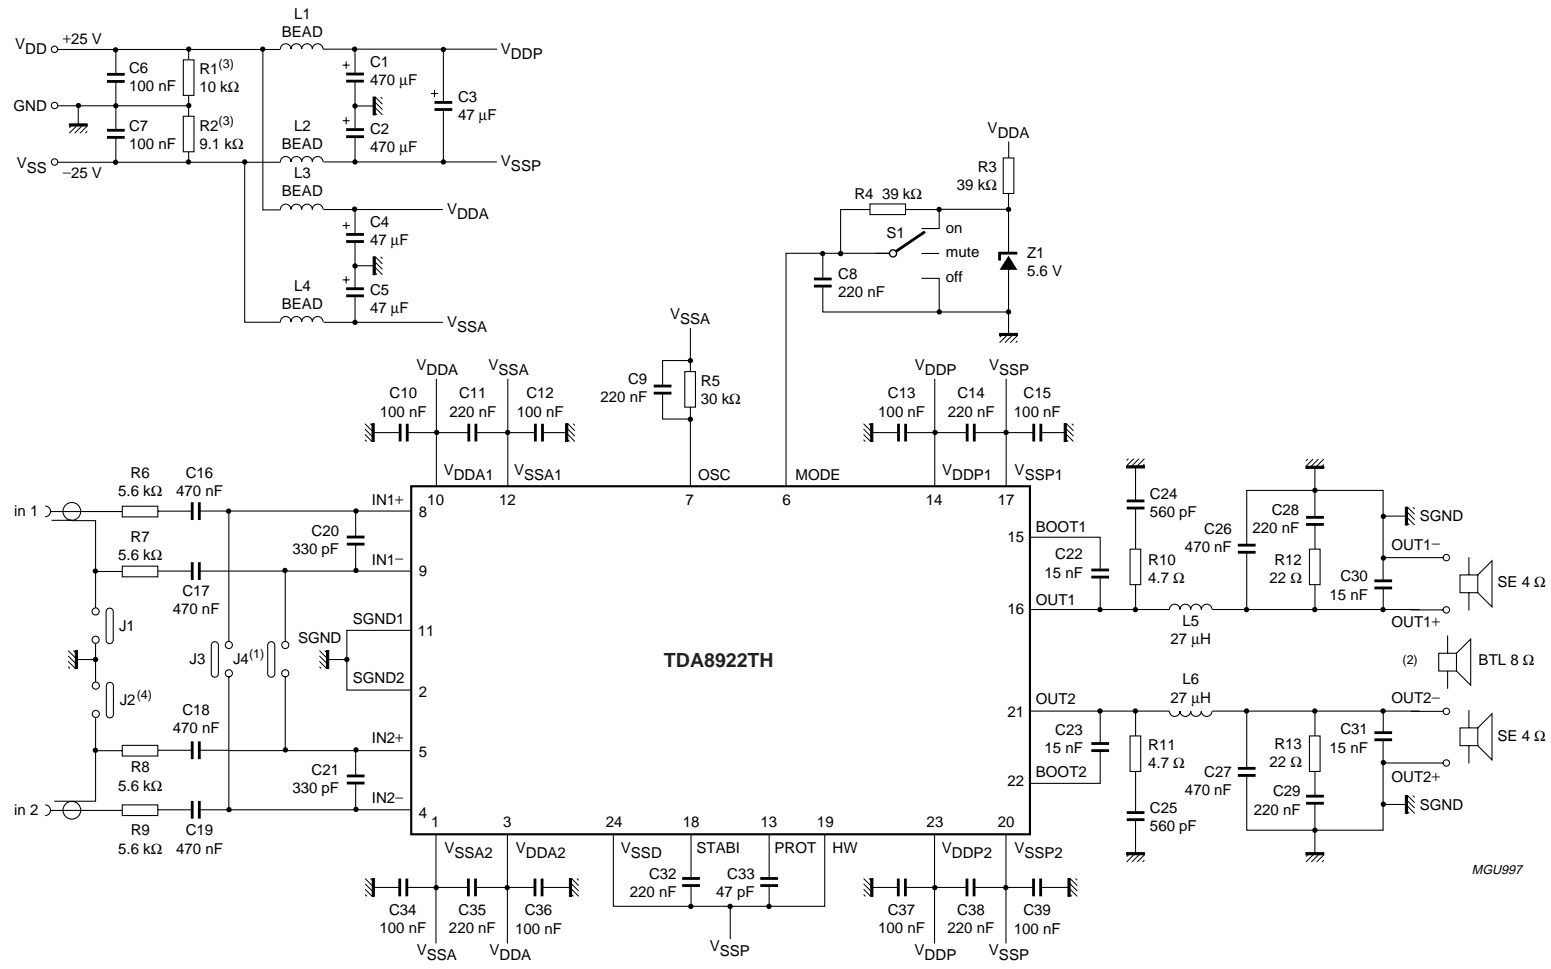 L1
BEAD
VDD +25 V
VDDP
C6
100 nF
R1(3)
10 kΩ
C1
470 μF
GND
C3
47 μF
C7
100 nF
R2(3)
9.1 kΩ
L2
BEAD
C2
470 μF
VSS −25 V
VSSP
L3
BEAD
VDDA
C4
47 μF
L4
BEAD
C5
47 μF
VSSA
VDDA
R3
39 kΩ
R4 39 kΩ
S1
on
mute
off
Z1
5.6 V
C8
220 nF
VSSA
C9
220 nF
R5
30 kΩ
VDDA
VSSA
C10
100 nF
C11
220 nF
C12
100 nF
VDDP
VSSP
C13
100 nF
C14
220 nF
C15
100 nF
VDDA1
VSSA1
OSC
MODE
VDDP1
VSSP1
10
12
7
6
14
17
in 1
R6
5.6 kΩ
C16
470 nF
IN1+
8
R7
5.6 kΩ
C20
330 pF
IN1−
9
C17
470 nF
J1
SGND1
11
SGND
J3
J4(1)
SGND2
2
J2(4)
C18
470 nF
IN2+
5
R8
5.6 kΩ
C21
330 pF
IN2−
4
in 2
R9
5.6 kΩ
C19
470 nF
TDA8922TH
15
BOOT1
C22
15 nF
16
OUT1
C24
560 pF
R10
4.7 Ω
L5
27 μH
C26
470 nF
C28
220 nF
R12
22 Ω
C30
15 nF
SGND
OUT1−
SE 4 Ω
OUT1+
(2)
BTL 8 Ω
L6
27 μH
21
OUT2
OUT2−
C23
15 nF
22
BOOT2
R11
4.7 Ω
C25
560 pF
C27
470 nF
R13
22 Ω
C29
220 nF
C31
15 nF
SE 4 Ω
OUT2+
SGND
1
3
24
18
13
19
23
20
VSSA2
VDDA2
VSSD
STABI
PROT
HW
VDDP2
VSSP2
C34
100 nF
C35
220 nF
C36
100 nF
C32
220 nF
C33
47 pF
C37
100 nF
C38
220 nF
C39
100 nF
VSSA
VDDA
VSSP
VDDP
VSSP
MGU997